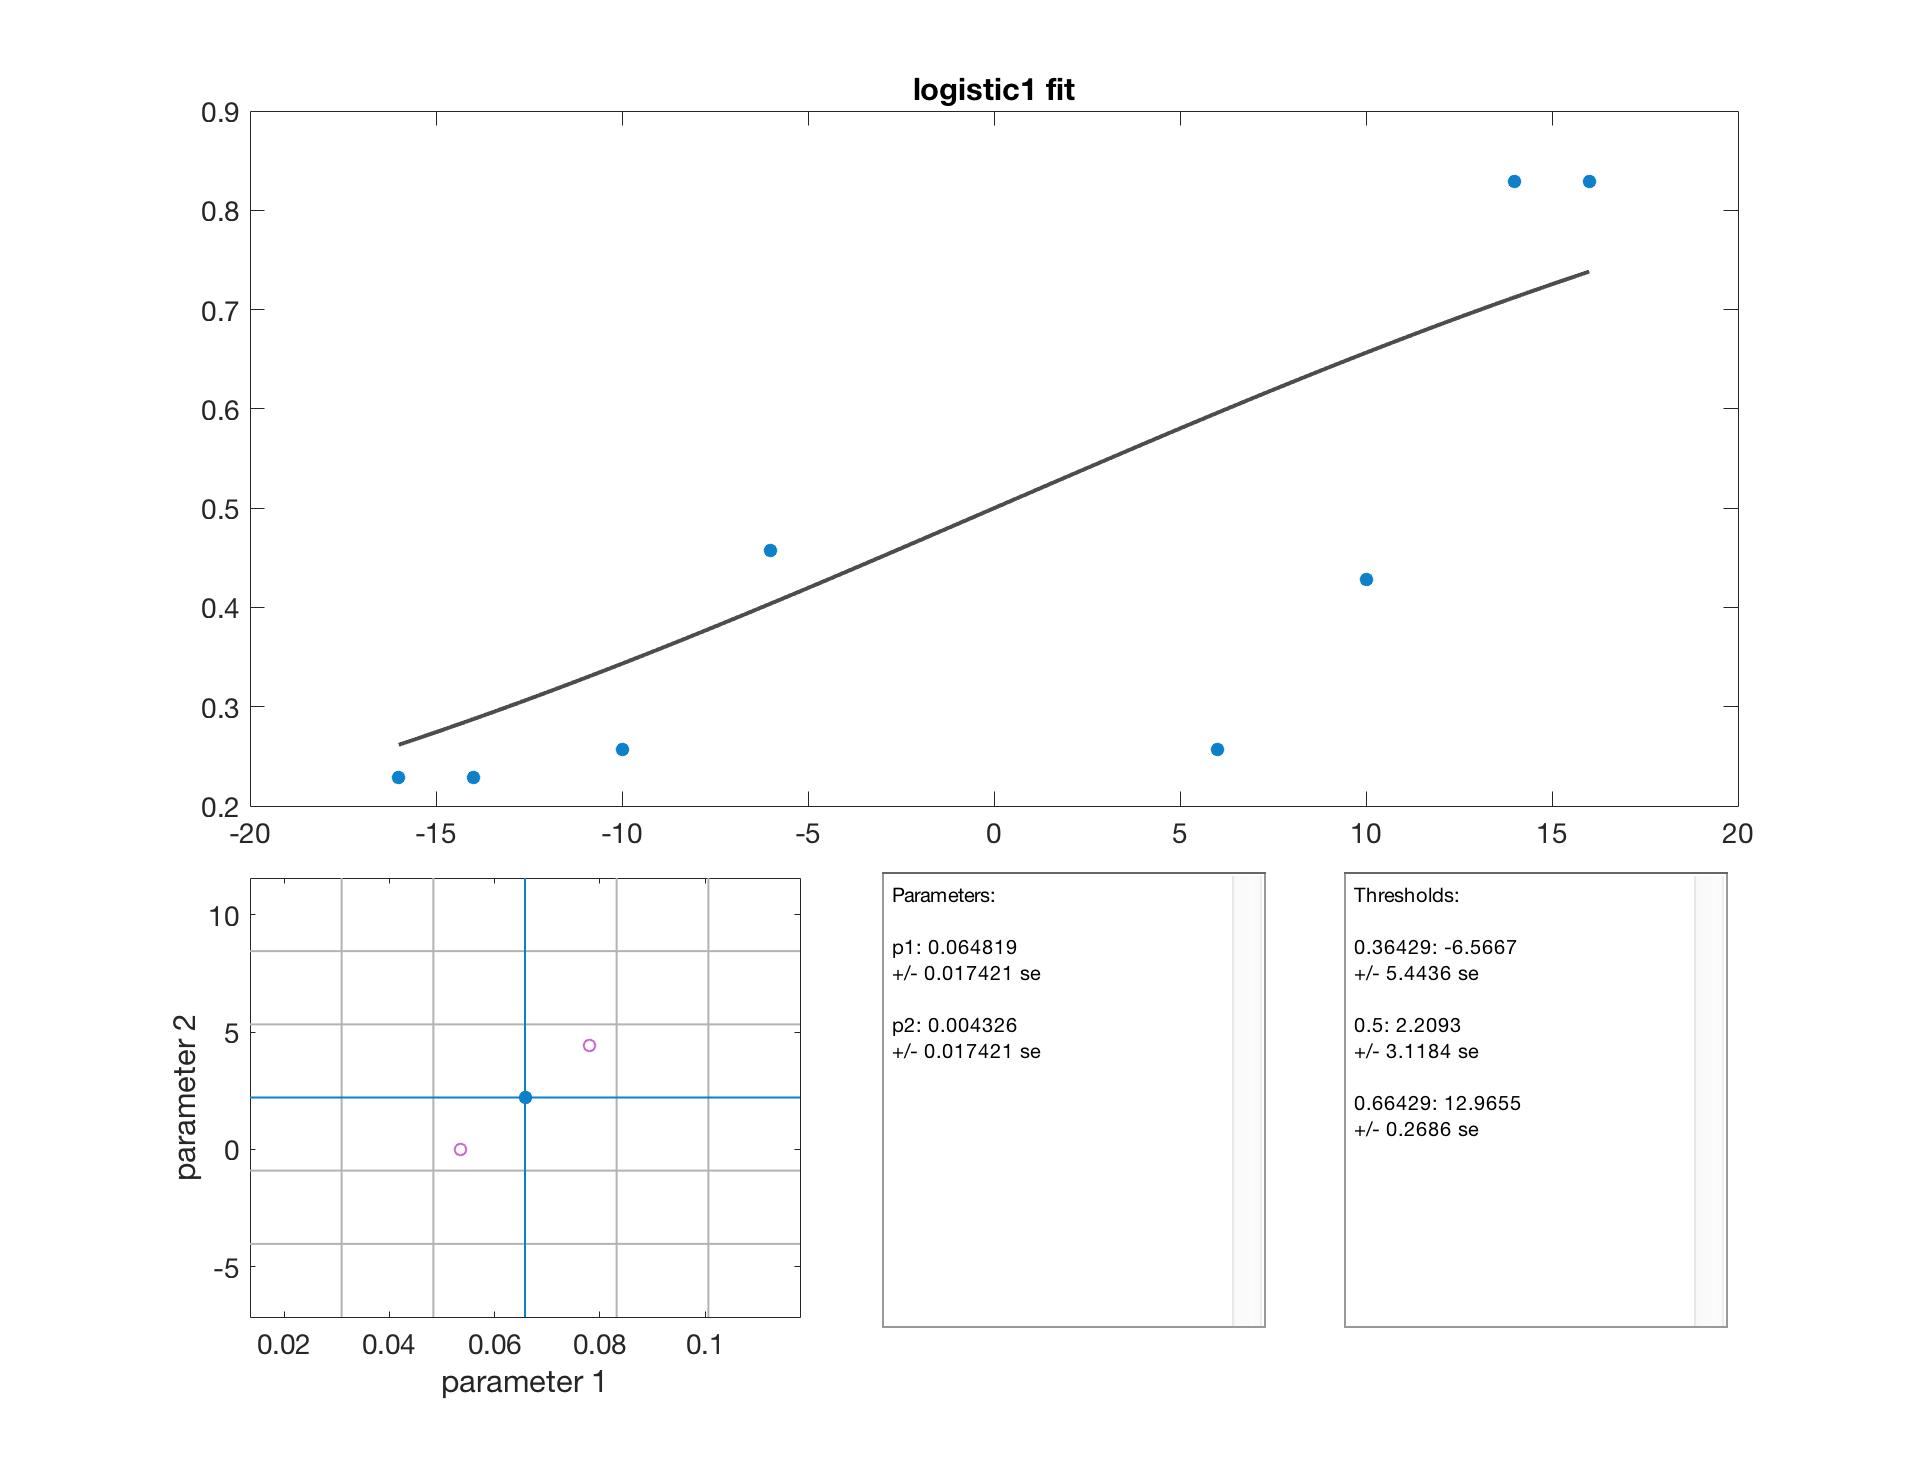 logistic1 fit
0.9
0.8
0.7
0.6
0.5
0.4
0.3
0.2
-20 -15 -10 -5 0 5 10 15 20
10
5
0
-5
parameter 2
0.02 0.04 0.06 0.08 0.1
parameter 1
Parameters:
p1: 0.064819
+/- 0.017421 se
p2: 0.004326
+/- 0.017421 se
Thresholds:
0.36429: -6.5667
+/- 5.4436 se
0.5: 2.2093
+/- 3.1184 se
0.66429: 12.9655
+/- 0.2686 se